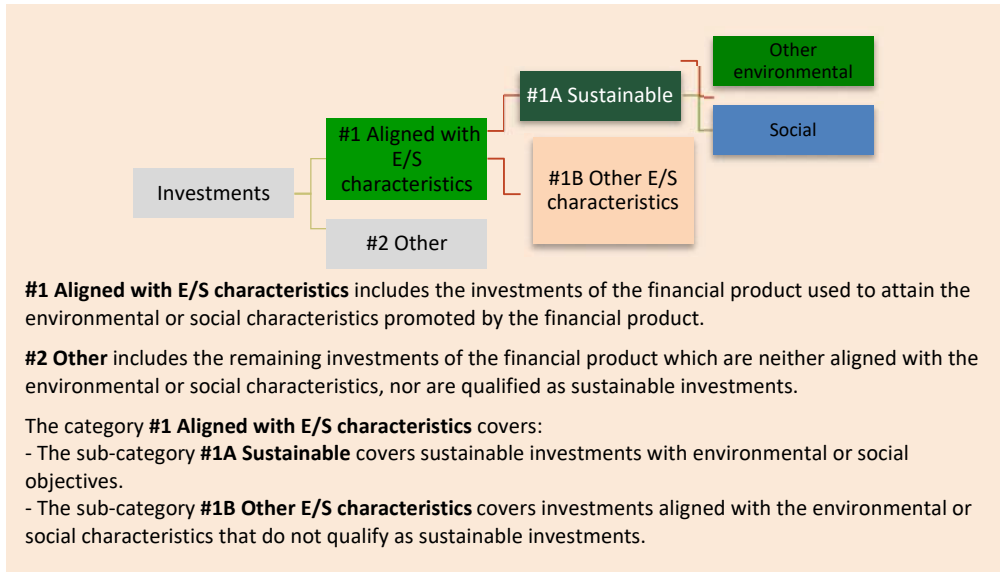 Other
environmental
#1A Sustainable
Social
#1 Aligned with
E/S
characteristics
#1B Other E/S
characteristics
Investments
#2 Other
#1 Aligned with E/S characteristics includes the investments of the financial product used to attain the
environmental or social characteristics promoted by the financial product.
#2 Other includes the remaining investments of the financial product which are neither aligned with the
environmental or social characteristics, nor are qualified as sustainable investments.
The category #1 Aligned with E/S characteristics covers:
- The sub-category #1A Sustainable covers sustainable investments with environmental or social
objectives.
- The sub-category #1B Other E/S characteristics covers investments aligned with the environmental or
social characteristics that do not qualify as sustainable investments.